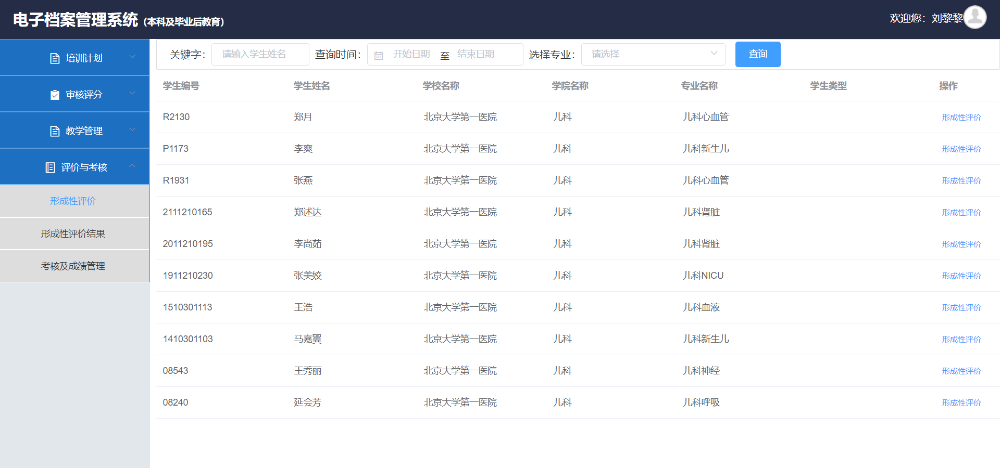 电子档案管理系统（本科及毕业后教育）
欢迎您：刘黎黎
培训计划
审核评分
教学管理
评价与考核
形成性评价
形成性评价结果
考核及成绩管理
关键字： 请输入学生姓名 查询时间： 开始日期 至 结束日期 选择专业： 请选择 查询
学生编号 学生姓名 学校名称 学院名称 专业名称 学生类型 操作
R2130 郑月 北京大学第一医院 儿科 儿科心血管 形成性评价
P1173 李爽 北京大学第一医院 儿科 儿科新生儿 形成性评价
R1931 张燕 北京大学第一医院 儿科 儿科心血管 形成性评价
2111210165 郑述达 北京大学第一医院 儿科 儿科肾脏 形成性评价
2011210195 李尚茹 北京大学第一医院 儿科 儿科肾脏 形成性评价
1911210230 张美姣 北京大学第一医院 儿科 儿科NICU 形成性评价
1510301113 王浩 北京大学第一医院 儿科 儿科血液 形成性评价
1410301103 马嘉翼 北京大学第一医院 儿科 儿科新生儿 形成性评价
08543 王秀丽 北京大学第一医院 儿科 儿科神经 形成性评价
08240 延会芳 北京大学第一医院 儿科 儿科呼吸 形成性评价